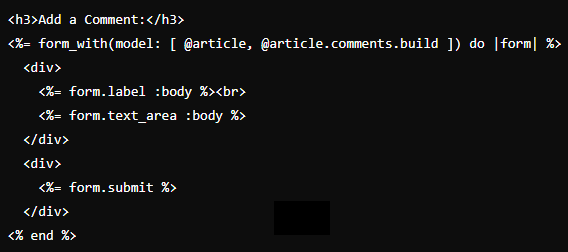 <h3>Add a Comment:</h3>
<%= form_with(model: [ @article, @article.comments.build ]) do |form| %>
  <div>
    <%= form.label :body %><br>
    <%= form.text_area :body %>
  </div>
  <div>
    <%= form.submit %>
  </div>
<% end %>